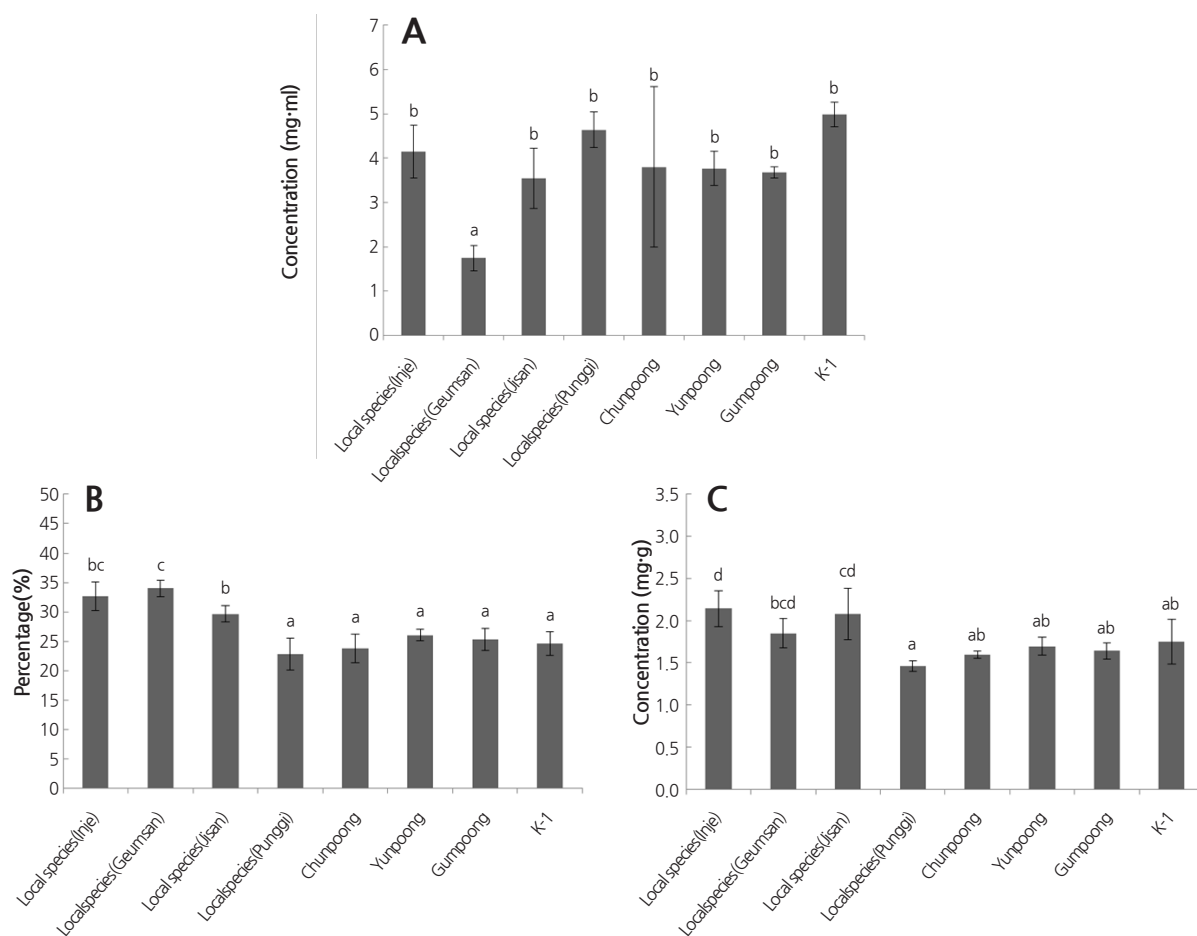 A
7
6
5
4
3
2
1
0
Concentration (mg·ml)
b
a
b
b
b
b
b
b
Local species(Inje)
Localspecies(Geumsan)
Local species(Jisan)
Localspecies(Punggi)
Chunpoong
Yunpoong
Gumpoong
K-1
B
50
45
40
35
30
25
20
15
10
5
0
Percentage(%)
bc
c
b
a
a
a
a
a
Local species(Inje)
Localspecies(Geumsan)
Local species(Jisan)
Localspecies(Punggi)
Chunpoong
Yunpoong
Gumpoong
K-1
C
3.5
3.0
2.5
2.0
1.5
1.0
0.5
0.0
Concentration (mg·g)
d
bcd
cd
a
ab
ab
ab
ab
Local species(Inje)
Localspecies(Geumsan)
Local species(Jisan)
Localspecies(Punggi)
Chunpoong
Yunpoong
Gumpoong
K-1